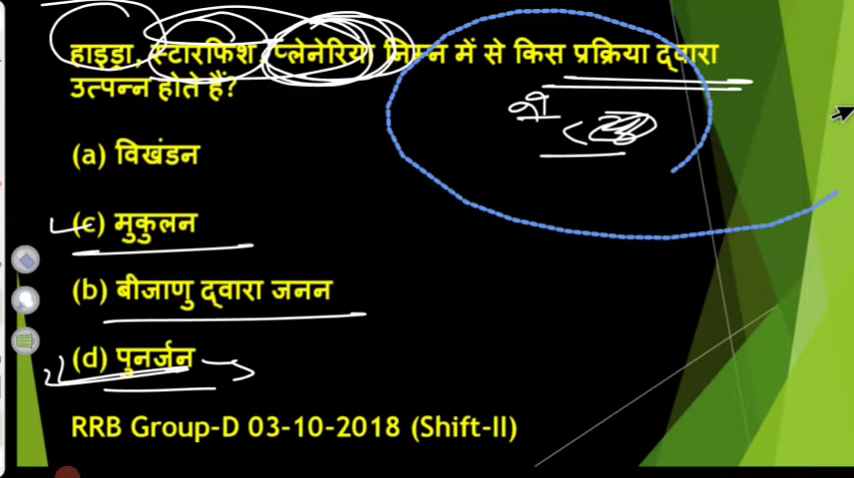 हाइड्रा, स्टारफिश, प्लेनेरिया निम्न में से किस प्रक्रिया द्वारा
उत्पन्न होते हैं?
(a) विखंडन
(c) मुकुलन
(b) बीजाणु द्वारा जनन
(d) पुनर्जन
RRB Group-D 03-10-2018 (Shift-II)